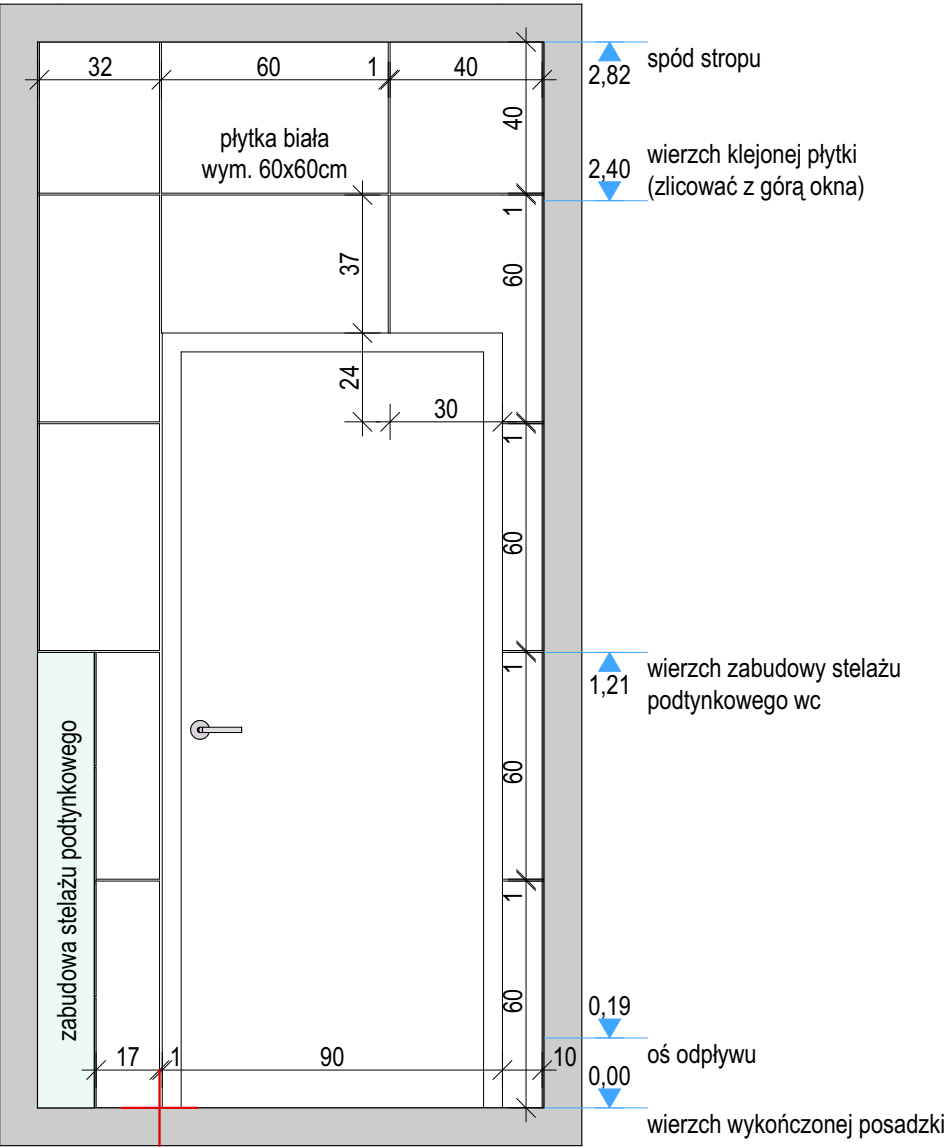 32
60
1
40
2,82
spód stropu
40
płytka biała
wym. 60x60cm
2,40
wierzch klejonej płytki
(zlicować z górą okna)
1
37
60
24
30
1
60
1
1,21
wierzch zabudowy stelażu
podtynkowego wc
zabudowa stelażu podtynkowego
60
1
60
0,19
oś odpływu
17
1
90
10
0,00
wierzch wykończonej posadzki